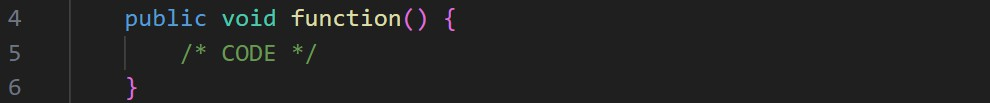 4 public void function() {
5 /* CODE */
6 }